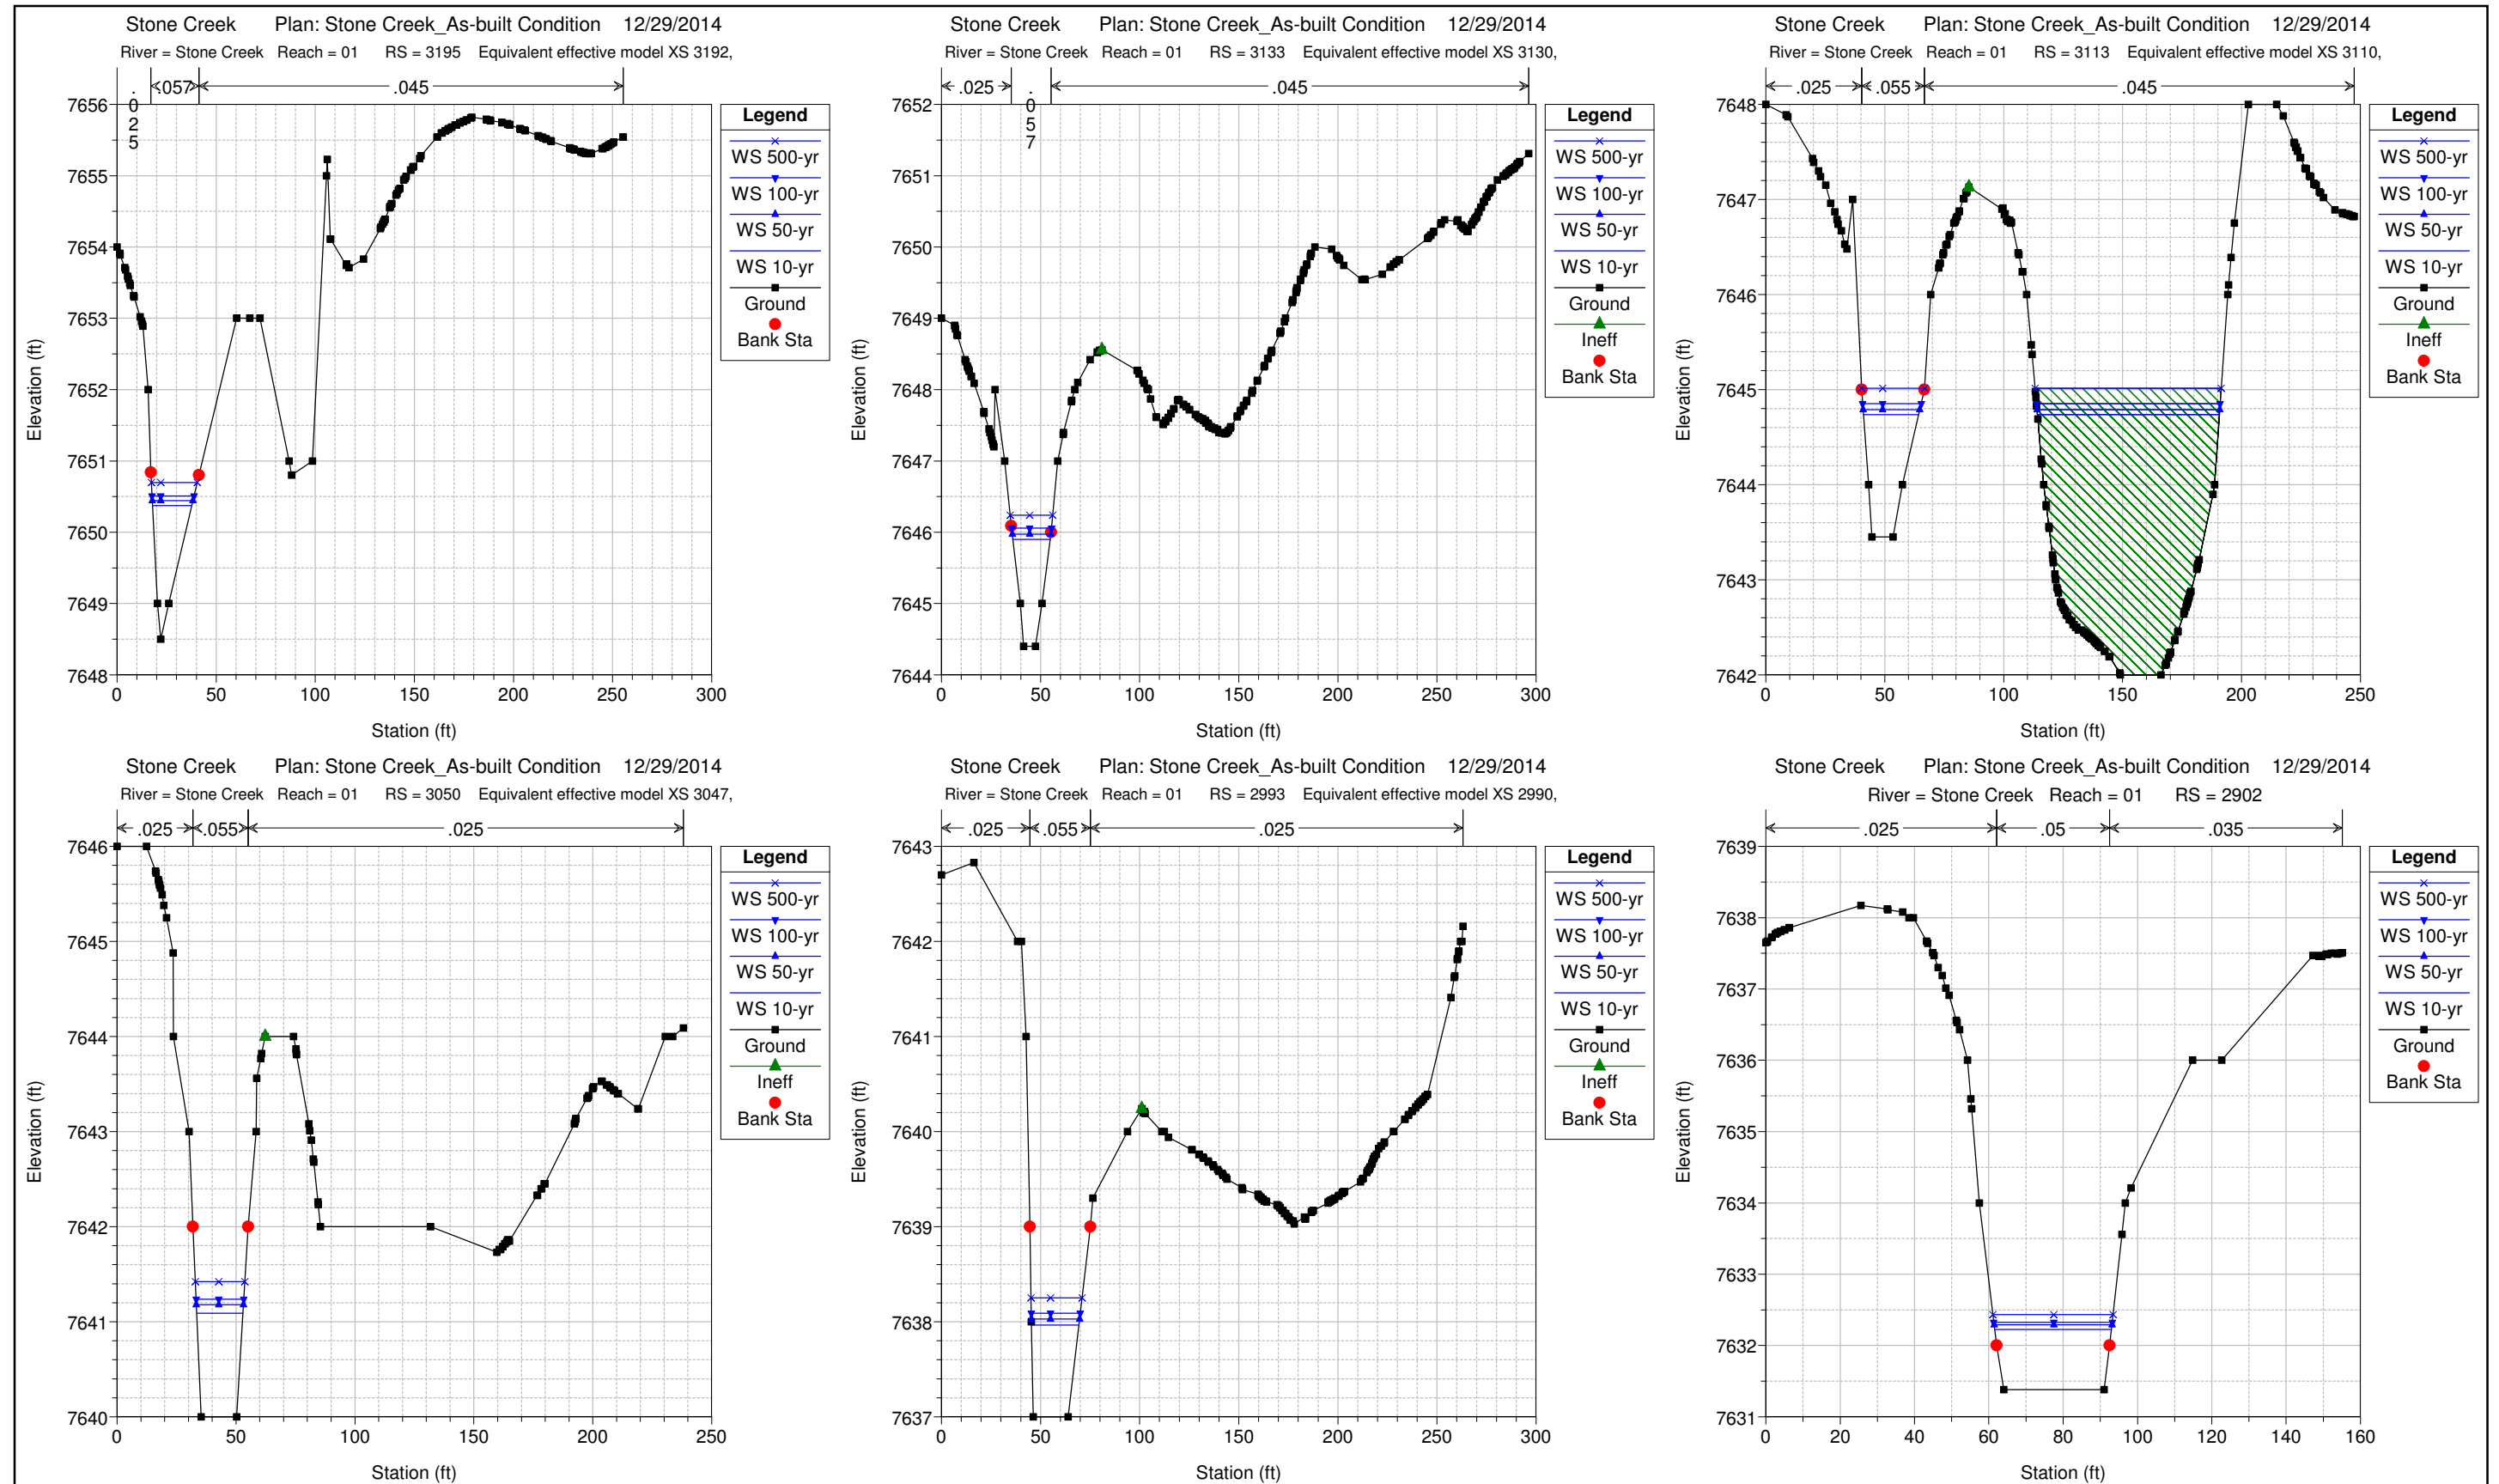 Stone Creek Plan: Stone Creek_As-built Condition 12/29/2014
River = Stone Creek Reach = 01 RS = 3195 Equivalent effective model XS 3192,
.025 .057 .045
7656
7655
7654
7653
7652
7651
7650
7649
7648
Elevation (ft)
0 50 100 150 200 250 300
Station (ft)
Legend
WS 500-yr
WS 100-yr
WS 50-yr
WS 10-yr
Ground
Bank Sta
Stone Creek Plan: Stone Creek_As-built Condition 12/29/2014
River = Stone Creek Reach = 01 RS = 3133 Equivalent effective model XS 3130,
.025 .057 .045
7652
7651
7650
7649
7648
7647
7646
7645
7644
Elevation (ft)
0 50 100 150 200 250 300
Station (ft)
Legend
WS 500-yr
WS 100-yr
WS 50-yr
WS 10-yr
Ground
Ineff
Bank Sta
Stone Creek Plan: Stone Creek_As-built Condition 12/29/2014
River = Stone Creek Reach = 01 RS = 3113 Equivalent effective model XS 3110,
.025 .055 .045
7648
7647
7646
7645
7644
7643
7642
Elevation (ft)
0 50 100 150 200 250
Station (ft)
Legend
WS 500-yr
WS 100-yr
WS 50-yr
WS 10-yr
Ground
Ineff
Bank Sta
Stone Creek Plan: Stone Creek_As-built Condition 12/29/2014
River = Stone Creek Reach = 01 RS = 3050 Equivalent effective model XS 3047,
.025 .055 .025
7646
7645
7644
7643
7642
7641
7640
Elevation (ft)
0 50 100 150 200 250
Station (ft)
Legend
WS 500-yr
WS 100-yr
WS 50-yr
WS 10-yr
Ground
Ineff
Bank Sta
Stone Creek Plan: Stone Creek_As-built Condition 12/29/2014
River = Stone Creek Reach = 01 RS = 2993 Equivalent effective model XS 2990,
.025 .055 .025
7643
7642
7641
7640
7639
7638
7637
Elevation (ft)
0 50 100 150 200 250 300
Station (ft)
Legend
WS 500-yr
WS 100-yr
WS 50-yr
WS 10-yr
Ground
Ineff
Bank Sta
Stone Creek Plan: Stone Creek_As-built Condition 12/29/2014
River = Stone Creek Reach = 01 RS = 2902
.025 .05 .035
7639
7638
7637
7636
7635
7634
7633
7632
7631
Elevation (ft)
0 20 40 60 80 100 120 140 160
Station (ft)
Legend
WS 500-yr
WS 100-yr
WS 50-yr
WS 10-yr
Ground
Bank Sta